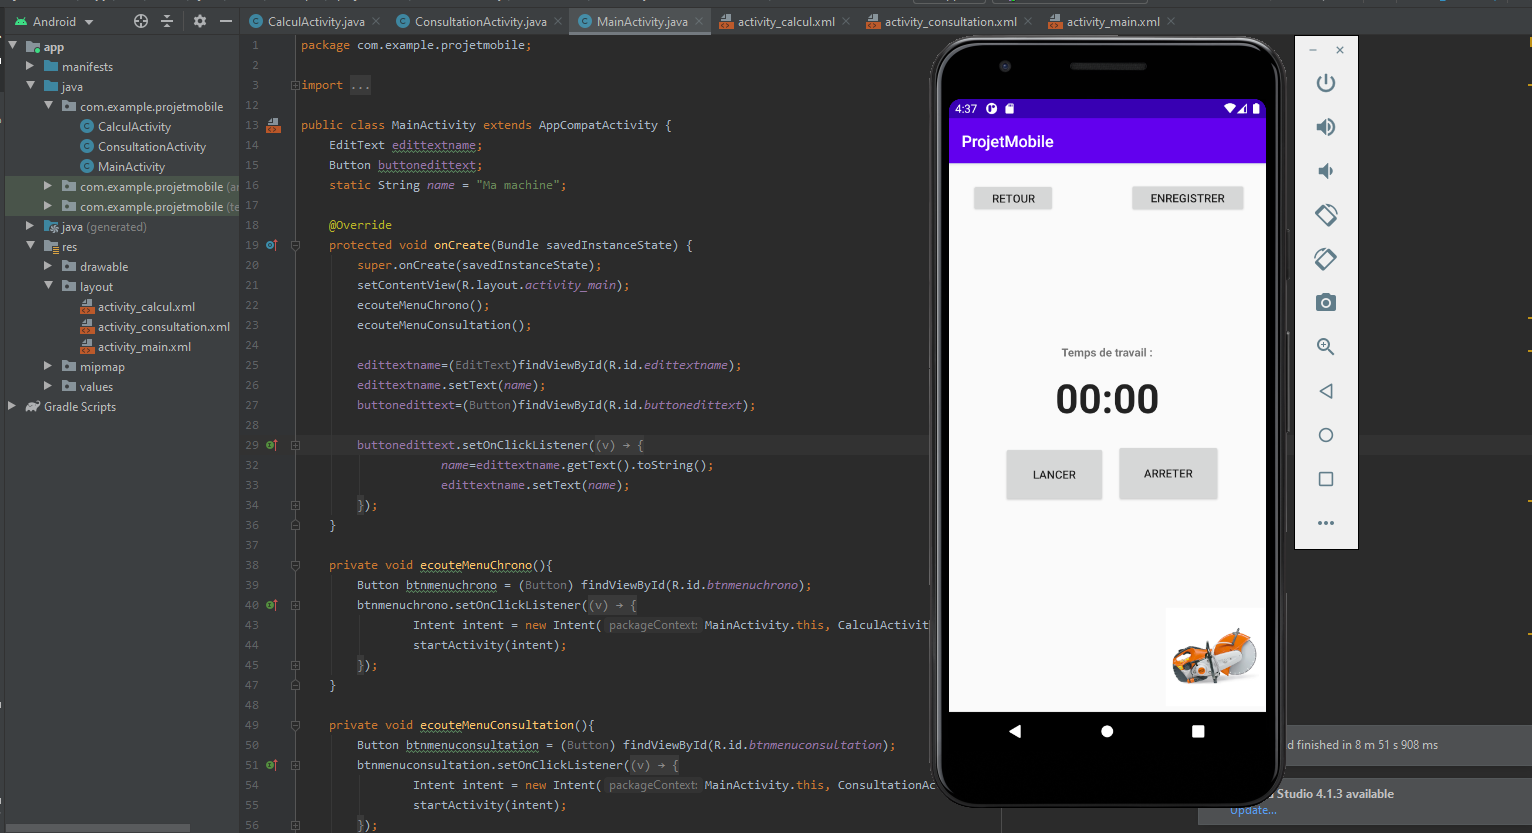 Android
CalculActivity.java
ConsultationActivity.java
MainActivity.java
activity_calcul.xml
activity_consultation.xml
activity_main.xml
app
manifests
java
com.example.projetmobile
CalculActivity
ConsultationActivity
MainActivity
com.example.projetmobile (a
com.example.projetmobile (te
java (generated)
res
drawable
layout
activity_calcul.xml
activity_consultation.xml
activity_main.xml
mipmap
values
Gradle Scripts
1 package com.example.projetmobile;
2
3 import ...
12
13 public class MainActivity extends AppCompatActivity {
14 EditText edittextname;
15 Button buttonedittext;
16 static String name = "Ma machine";
17
18 @Override
19 protected void onCreate(Bundle savedInstanceState) {
20 super.onCreate(savedInstanceState);
21 setContentView(R.layout.activity_main);
22 ecouteMenuChrono();
23 ecouteMenuConsultation();
24
25 edittextname=(EditText)findViewById(R.id.edittextname);
26 edittextname.setText(name);
27 buttonedittext=(Button)findViewById(R.id.buttonedittext);
28
29 buttonedittext.setOnClickListener((v) → {
32 name=edittextname.getText().toString();
33 edittextname.setText(name);
34 });
36 }
37
38 private void ecouteMenuChrono(){
39 Button btnmenuchrono = (Button) findViewById(R.id.btnmenuchrono);
40 btnmenuchrono.setOnClickListener((v) → {
43 Intent intent = new Intent( packageContext: MainActivity.this, CalculActivit
44 startActivity(intent);
45 });
47 }
48
49 private void ecouteMenuConsultation(){
50 Button btnmenuconsultation = (Button) findViewById(R.id.btnmenuconsultation);
51 btnmenuconsultation.setOnClickListener((v) → {
54 Intent intent = new Intent( packageContext: MainActivity.this, ConsultationAc
55 startActivity(intent);
56 });
4:37
ProjetMobile
RETOUR
ENREGISTRER
Temps de travail :
00:00
LANCER
ARRETER
d finished in 8 m 51 s 908 ms
Studio 4.1.3 available
Update...